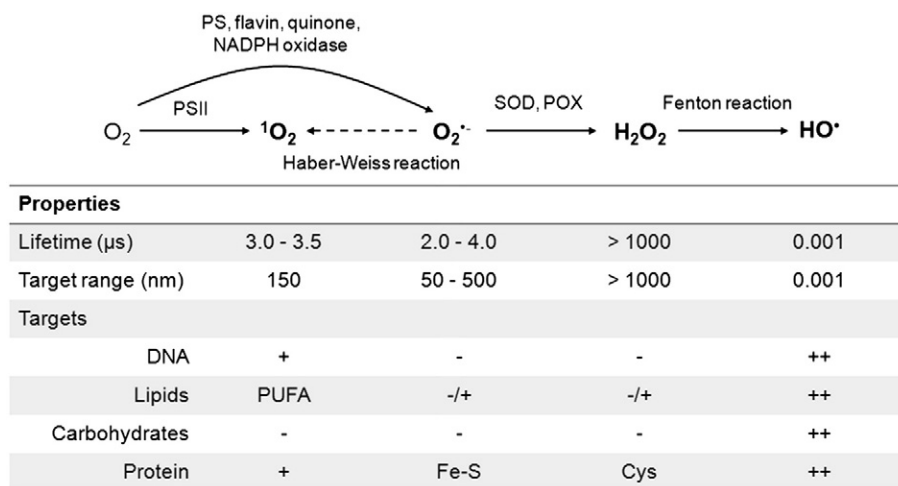 PS, flavin, quinone,
NADPH oxidase
PSII
SOD, POX
Fenton reaction
O₂ ¹O₂ O₂•- H₂O₂ HO•
Haber-Weiss reaction
Properties
Lifetime (µs) 3.0 - 3.5 2.0 - 4.0 > 1000 0.001
Target range (nm) 150 50 - 500 > 1000 0.001
Targets
DNA + - - ++
Lipids PUFA -/+ -/+ ++
Carbohydrates - - - ++
Protein + Fe-S Cys ++